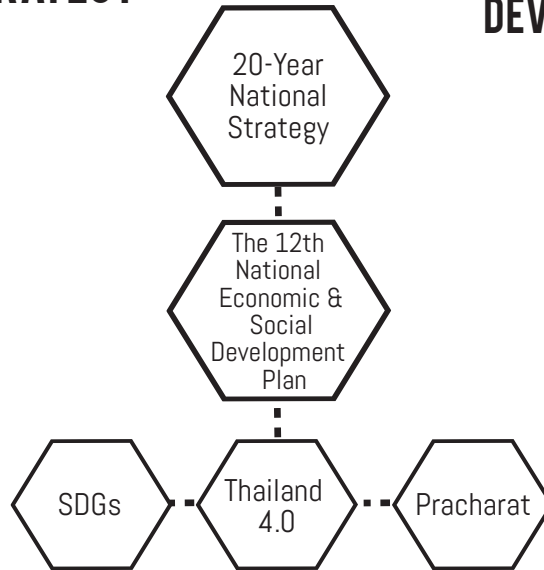 20-Year
National
Strategy
The 12th
National
Economic &
Social
Development
Plan
SDGs
Thailand
4.0
Pracharat